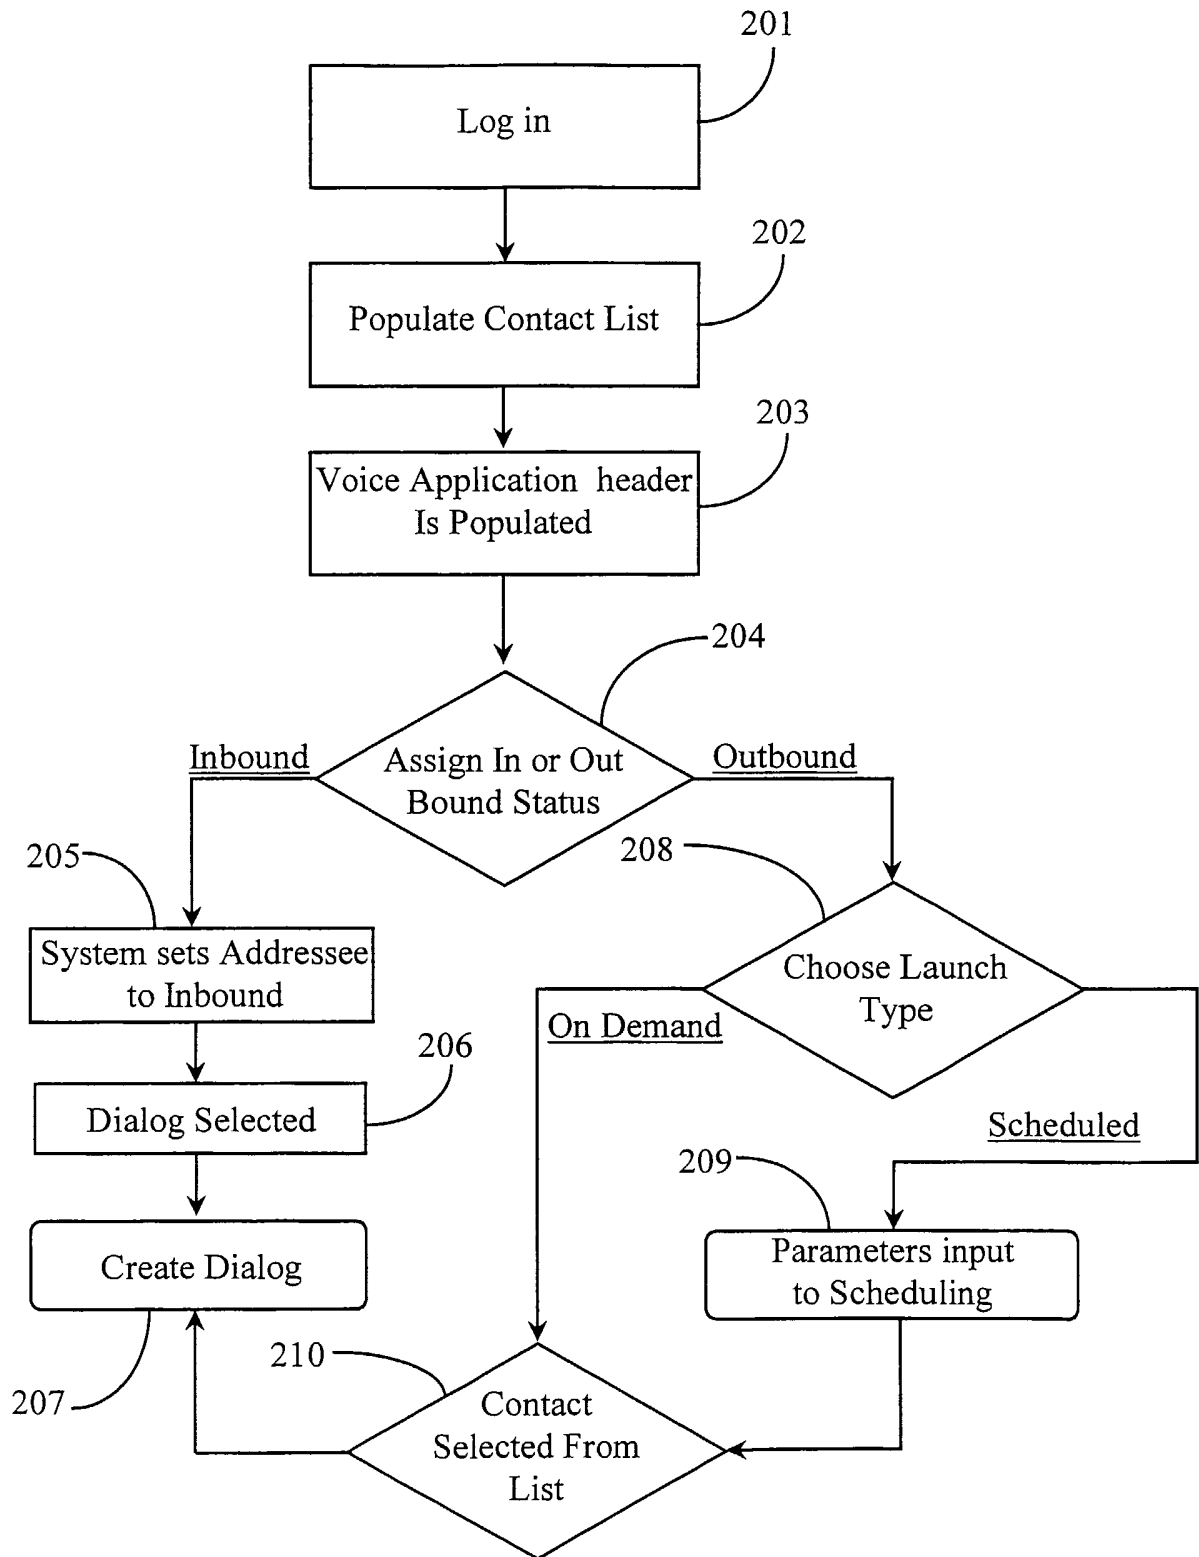 201
Log in
202
Populate Contact List
203
Voice Application header
Is Populated
204
Inbound
Assign In or Out
Bound Status
Outbound
205
208
System sets Addressee
to Inbound
Choose Launch
Type
On Demand
206
Dialog Selected
Scheduled
209
Create Dialog
Parameters input
to Scheduling
207
210
Contact
Selected From
List